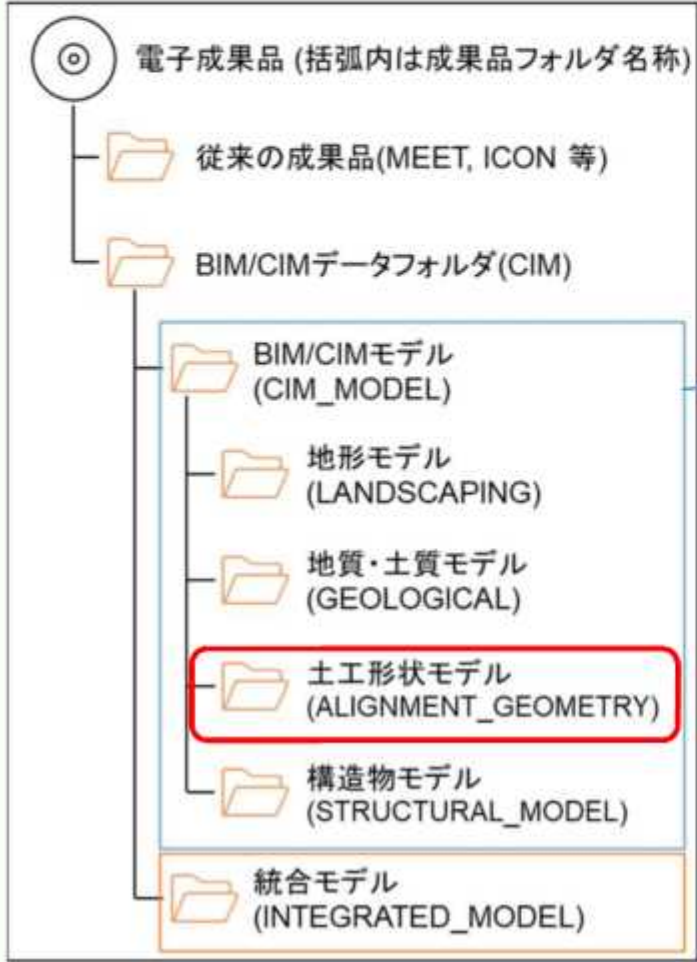 電子成果品 (括弧内は成果品フォルダ名称)
従来の成果品(MEET, ICON 等)
BIM/CIMデータフォルダ(CIM)
BIM/CIMモデル
(CIM_MODEL)
地形モデル
(LANDSCAPING)
地質・土質モデル
(GEOLOGICAL)
土工形状モデル
(ALIGNMENT_GEOMETRY)
構造物モデル
(STRUCTURAL_MODEL)
統合モデル
(INTEGRATED_MODEL)